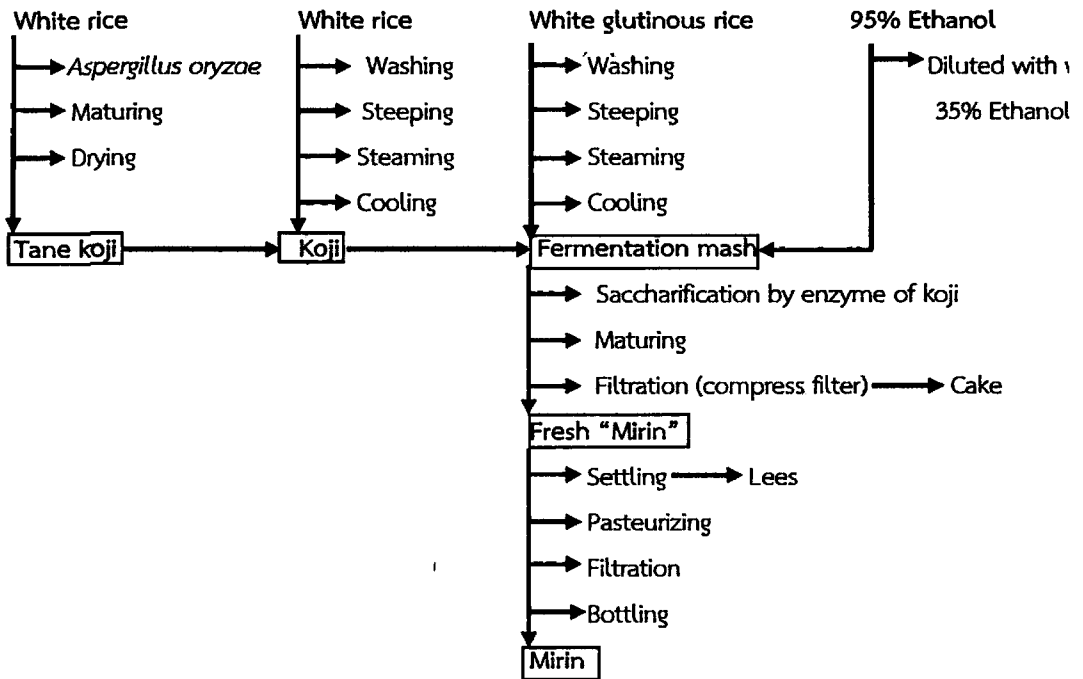 White rice
Aspergillus oryzae
Maturing
Drying
Tane koji
White rice
Washing
Steeping
Steaming
Cooling
Koji
White glutinous rice
Washing
Steeping
Steaming
Cooling
95% Ethanol
Diluted with
35% Ethanol
Fermentation mash
Saccharification by enzyme of koji
Maturing
Filtration (compress filter)
Cake
Fresh “Mirin”
Settling
Lees
Pasteurizing
Filtration
Bottling
Mirin